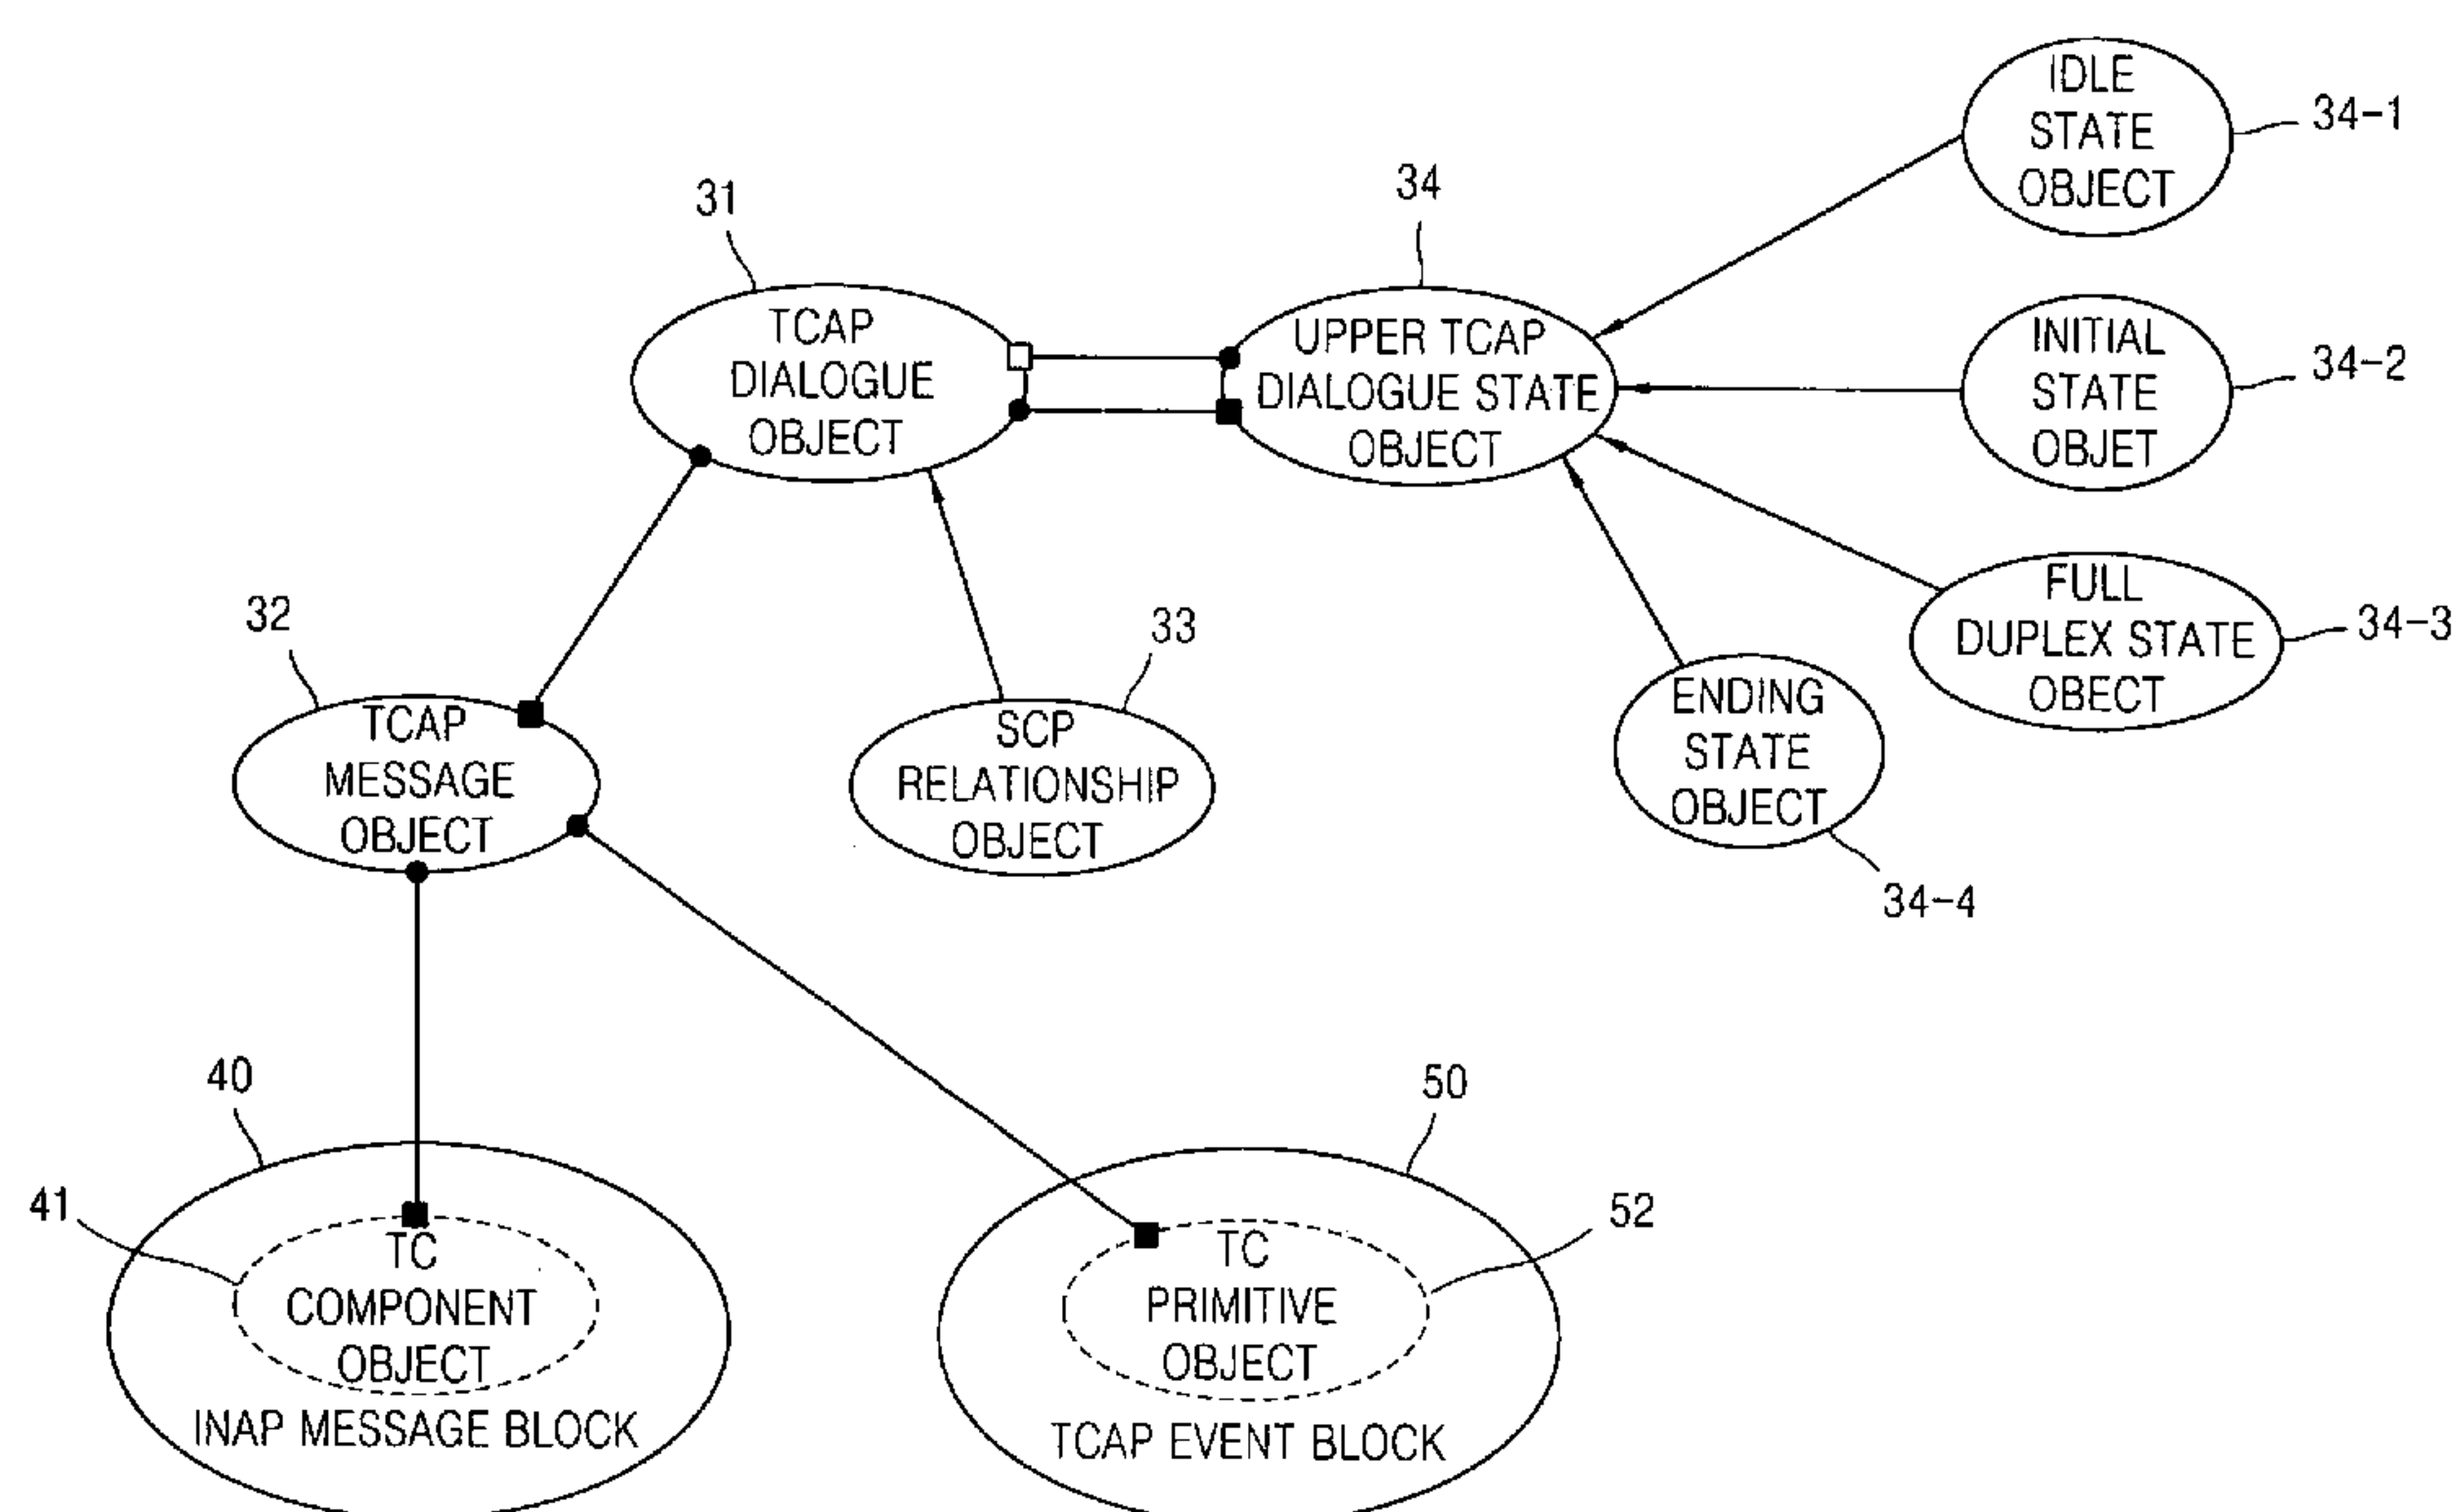 IDLE
STATE
OBJECT
34-1
31
34
TCAP
DIALOGUE
OBJECT
UPPER TCAP
DIALOGUE STATE
OBJECT
INITIAL
STATE
OBJET
34-2
FULL
DUPLEX STATE
OBECT
34-3
32
33
TCAP
MESSAGE
OBJECT
SCP
RELATIONSHIP
OBJECT
ENDING
STATE
OBJECT
34-4
40
50
41
TC
COMPONENT
OBJECT
INAP MESSAGE BLOCK
52
TC
PRIMITIVE
OBJECT
TCAP EVENT BLOCK